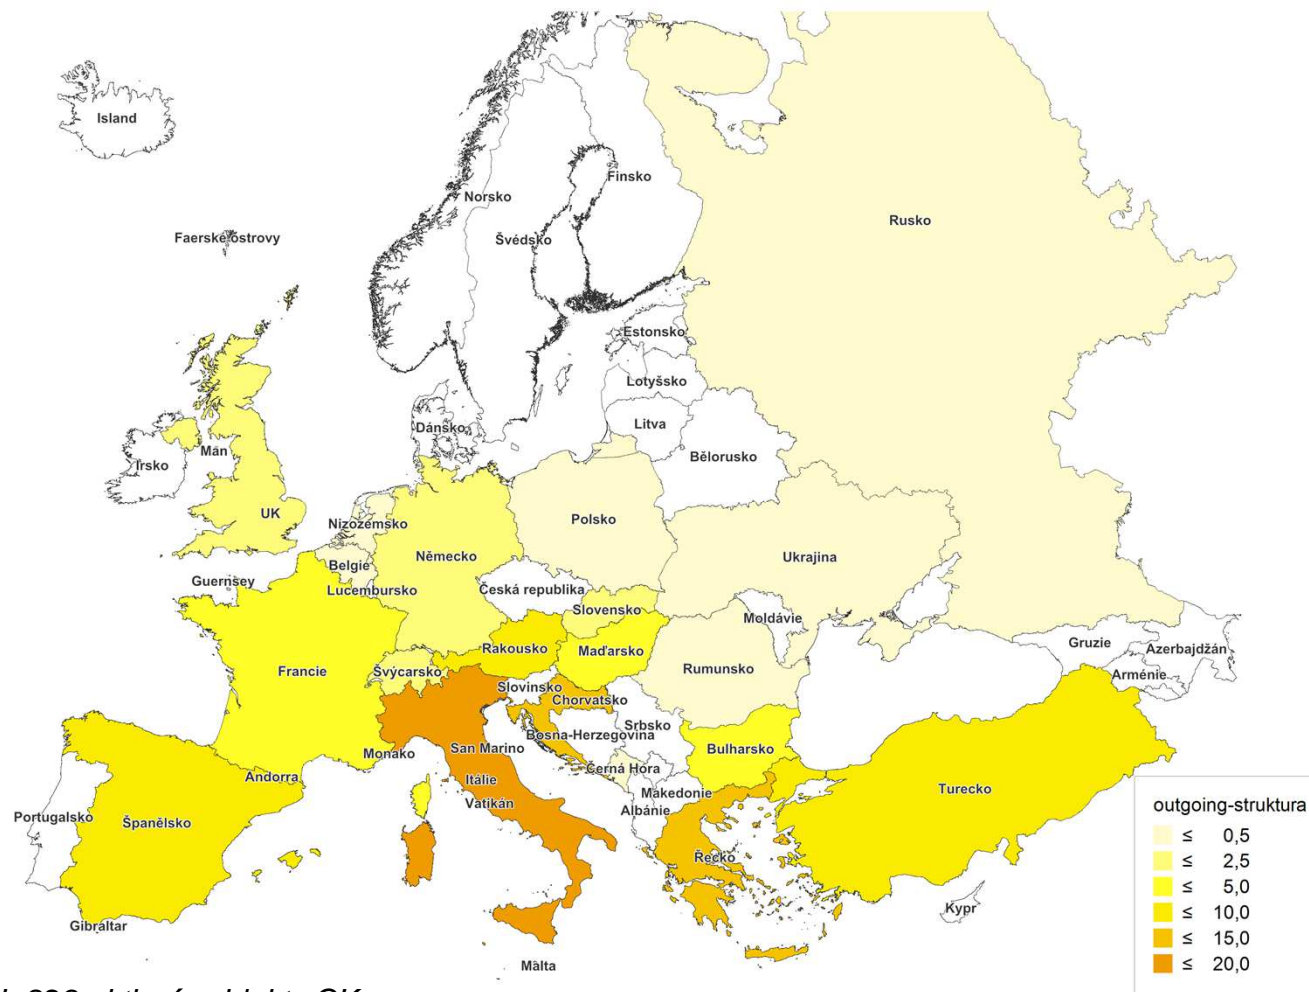 Island
Finsko
Norsko
Rusko
Faerské ostrovy
Švédsko
Estonsko
Lotyšsko
Litva
Dánsko
Man
Bělorusko
Irsko
UK
Nizozemsko
Polsko
Německo
Ukrajina
Belgie
Guernsey
Lucembursko
Česká republika
Slovensko
Moldávie
Gruzie
Azerbajdžán
Rakousko
Maďarsko
Francie
Švýcarsko
Rumunsko
Arménie
Slovinsko
Chorvatsko
Srbsko
Bosna-Herzegovina
Monako
San Marino
Bulharsko
Černá Hora
Andorra
Itálie
Makedonie
Turecko
Vatikán
Albánie
Portugalsko
Španělsko
Řecko
Gibraltar
Kypr
Malta
outgoing-struktura
≤ 0,5
≤ 2,5
≤ 5,0
≤ 10,0
≤ 15,0
≤ 20,0